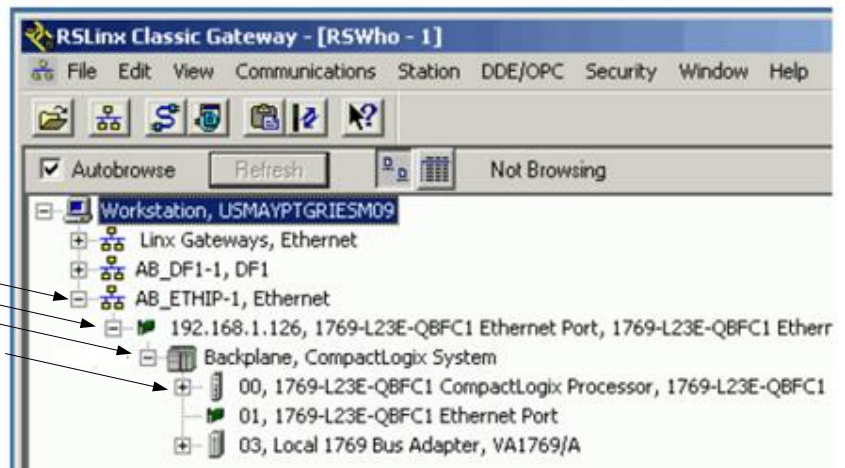 RSLinx Classic Gateway - [RSWho - 1]
File Edit View Communications Station DDE/OPC Security Window Help
Autobrowse Refresh Not Browsing
Workstation, USMAYPTGRIESM09
Linx Gateways, Ethernet
AB_DF1-1, DF1
AB_ETHIP-1, Ethernet
192.168.1.126, 1769-L23E-QBFC1 Ethernet Port, 1769-L23E-QBFC1 Ether
Backplane, CompactLogix System
00, 1769-L23E-QBFC1 CompactLogix Processor, 1769-L23E-QBFC1
01, 1769-L23E-QBFC1 Ethernet Port
03, Local 1769 Bus Adapter, VA1769/A